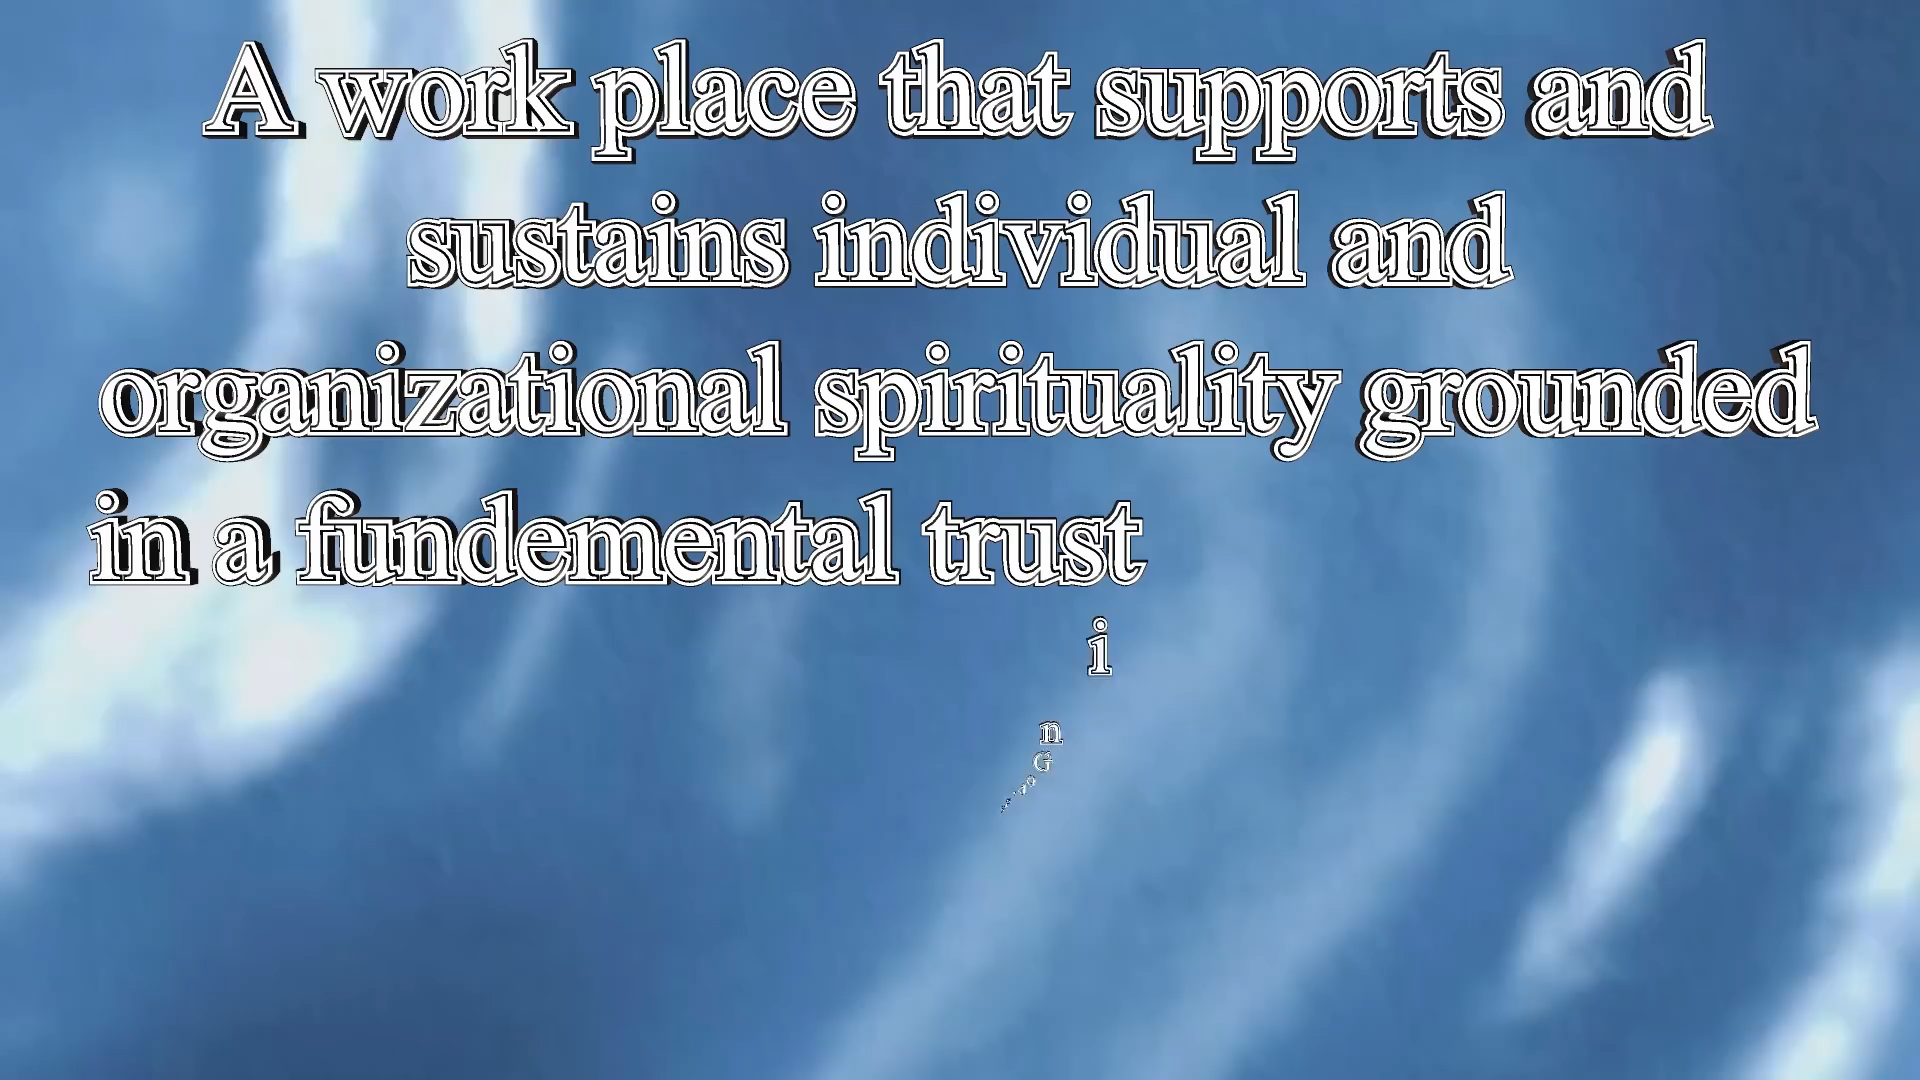 A work place that supports and
sustains individual and
organizational spirituality grounded
in a fundemental trust
i
n
G